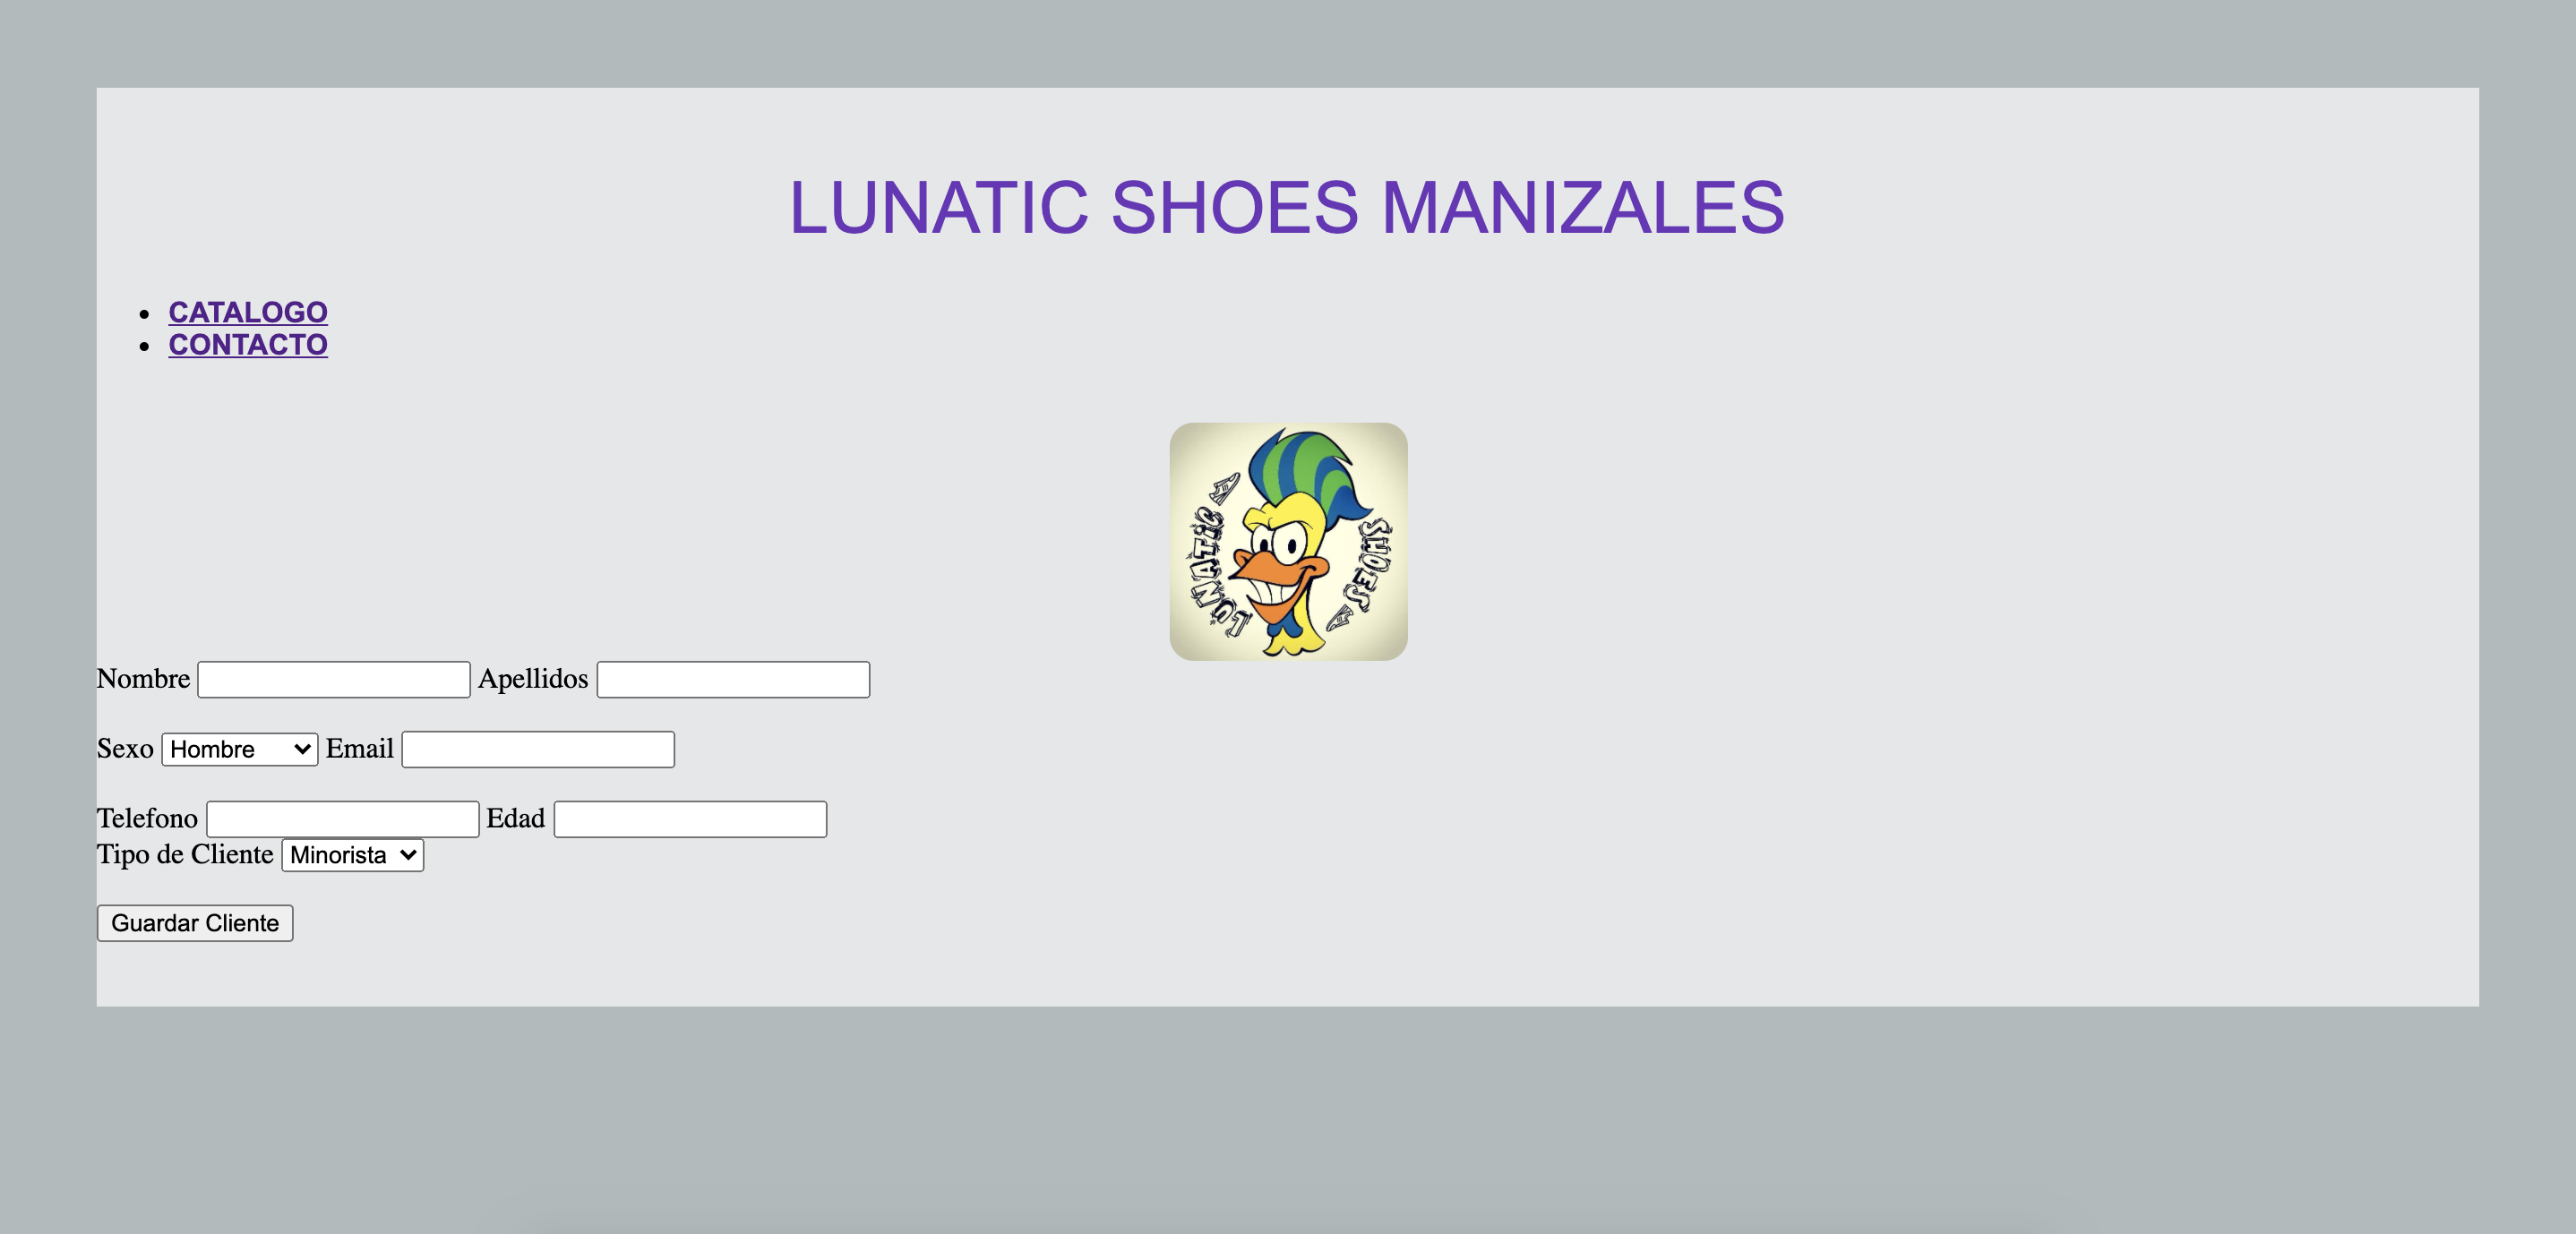 LUNATIC SHOES MANIZALES
CATALOGO
CONTACTO
LUNATIC SHOES
Nombre Apellidos
Sexo Hombre Email
Telefono Edad
Tipo de Cliente Minorista
Guardar Cliente